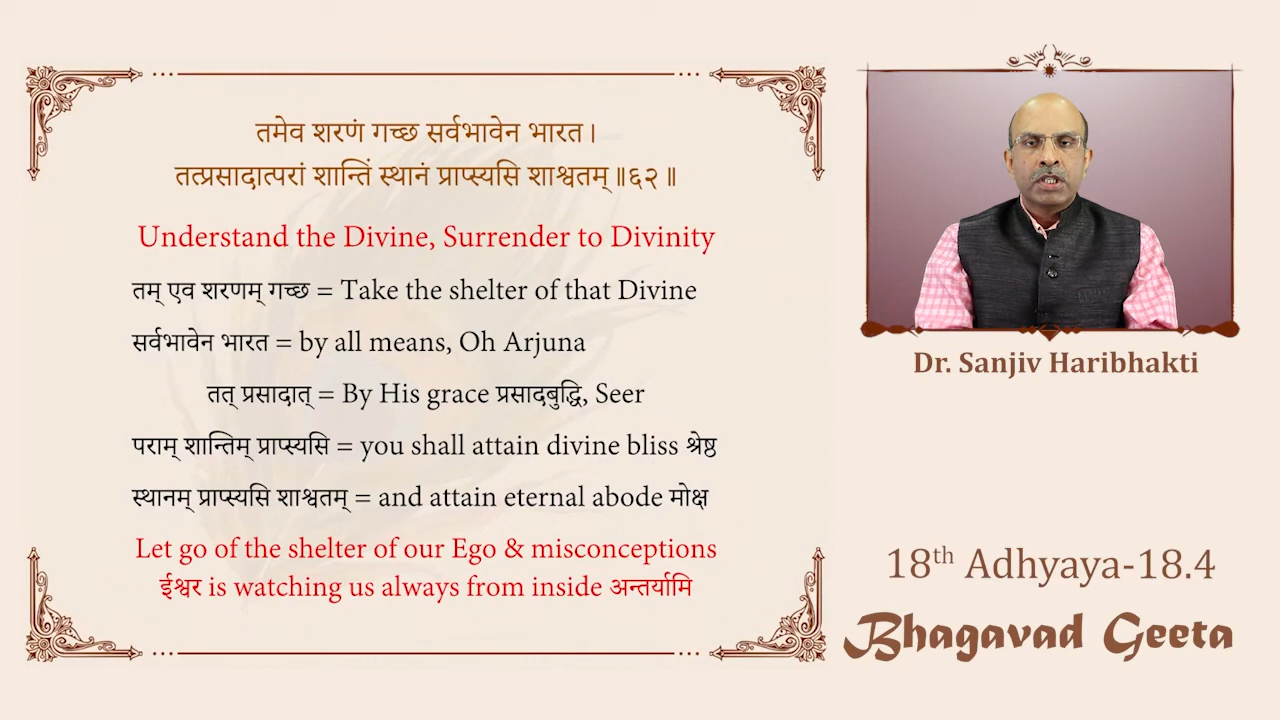 तमेव शरणं गच्छ सर्वभावेन भारत।
तत्प्रसादात्परां शान्तिं स्थानं प्राप्स्यसि शाश्वतम्॥६२॥
Understand the Divine, Surrender to Divinity
तम् एव शरणम् गच्छ = Take the shelter of that Divine
सर्वभावेन भारत = by all means, Oh Arjuna
तत् प्रसादात् = By His grace प्रसादबुद्धि, Seer
पराम् शान्तिम् प्राप्स्यसि = you shall attain divine bliss श्रेष्ठ
स्थानम् प्राप्स्यसि शाश्वतम् = and attain eternal abode मोक्ष
Let go of the shelter of our Ego & misconceptions
ईश्वर is watching us always from inside अन्तर्यामि
Dr. Sanjiv Haribhakti
18th Adhyaya-18.4
Bhagavad Geeta